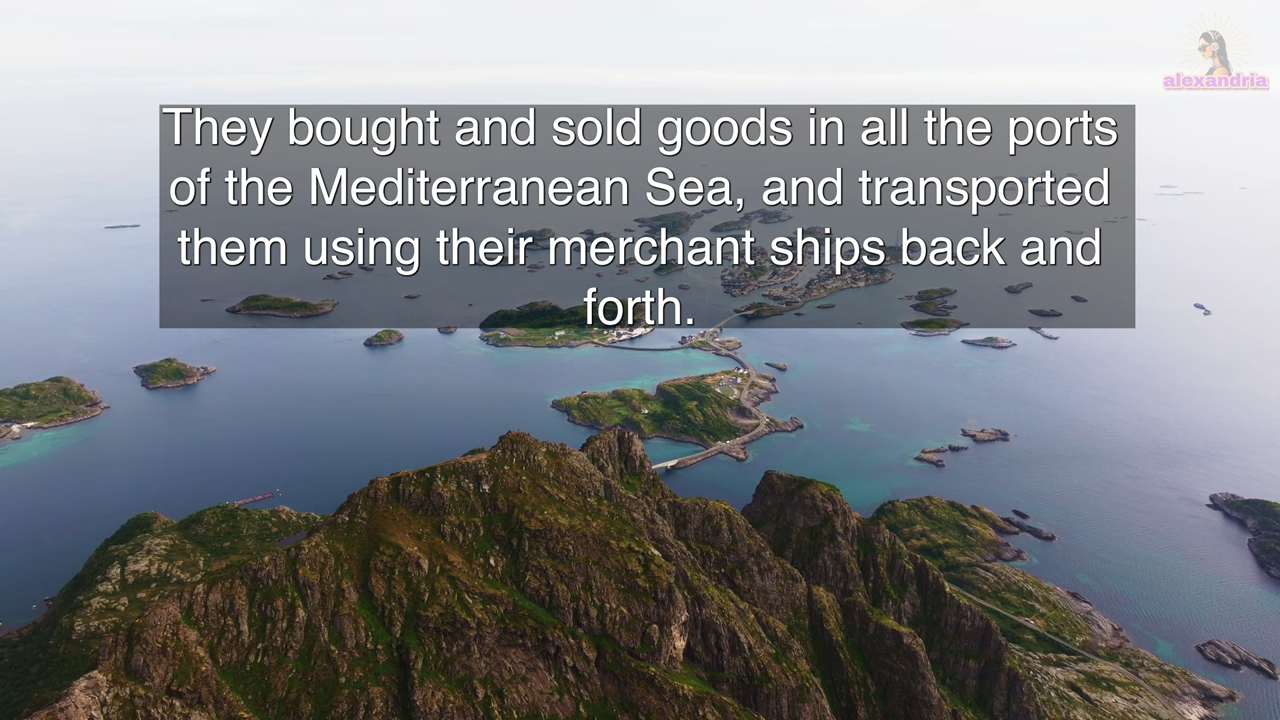 alexandria
They bought and sold goods in all the ports
of the Mediterranean Sea, and transported
them using their merchant ships back and
forth.